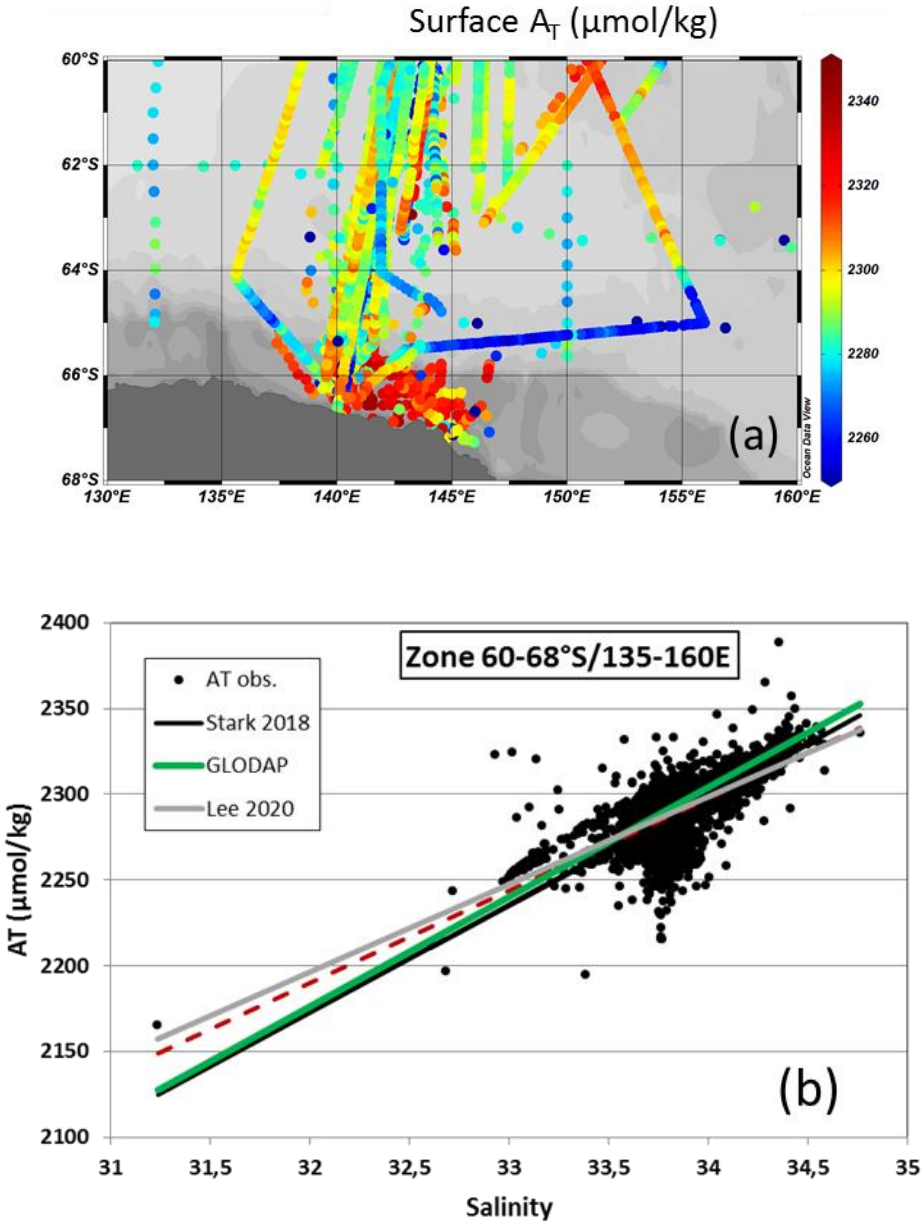 Surface A_T (μmol/kg)
60°S
62°S
64°S
66°S
68°S
130°E 135°E 140°E 145°E 150°E 155°E 160°E
2340
2320
2300
2280
2260
Ocean Data View
(a)
Zone 60-68°S/135-160E
AT obs.
Stark 2018
GLODAP
Lee 2020
AT (μmol/kg)
2400
2350
2300
2250
2200
2150
2100
31 31,5 32 32,5 33 33,5 34 34,5 35
Salinity
(b)